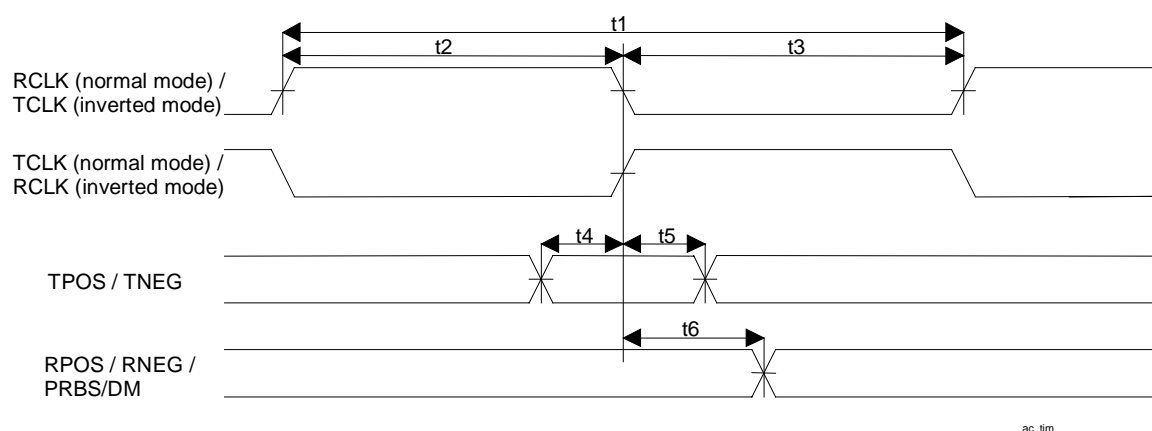 t1
t2
t3
RCLK (normal mode) /
TCLK (inverted mode)
TCLK (normal mode) /
RCLK (inverted mode)
t4
t5
TPOS / TNEG
t6
RPOS / RNEG /
PRBS/DM
ac_tim